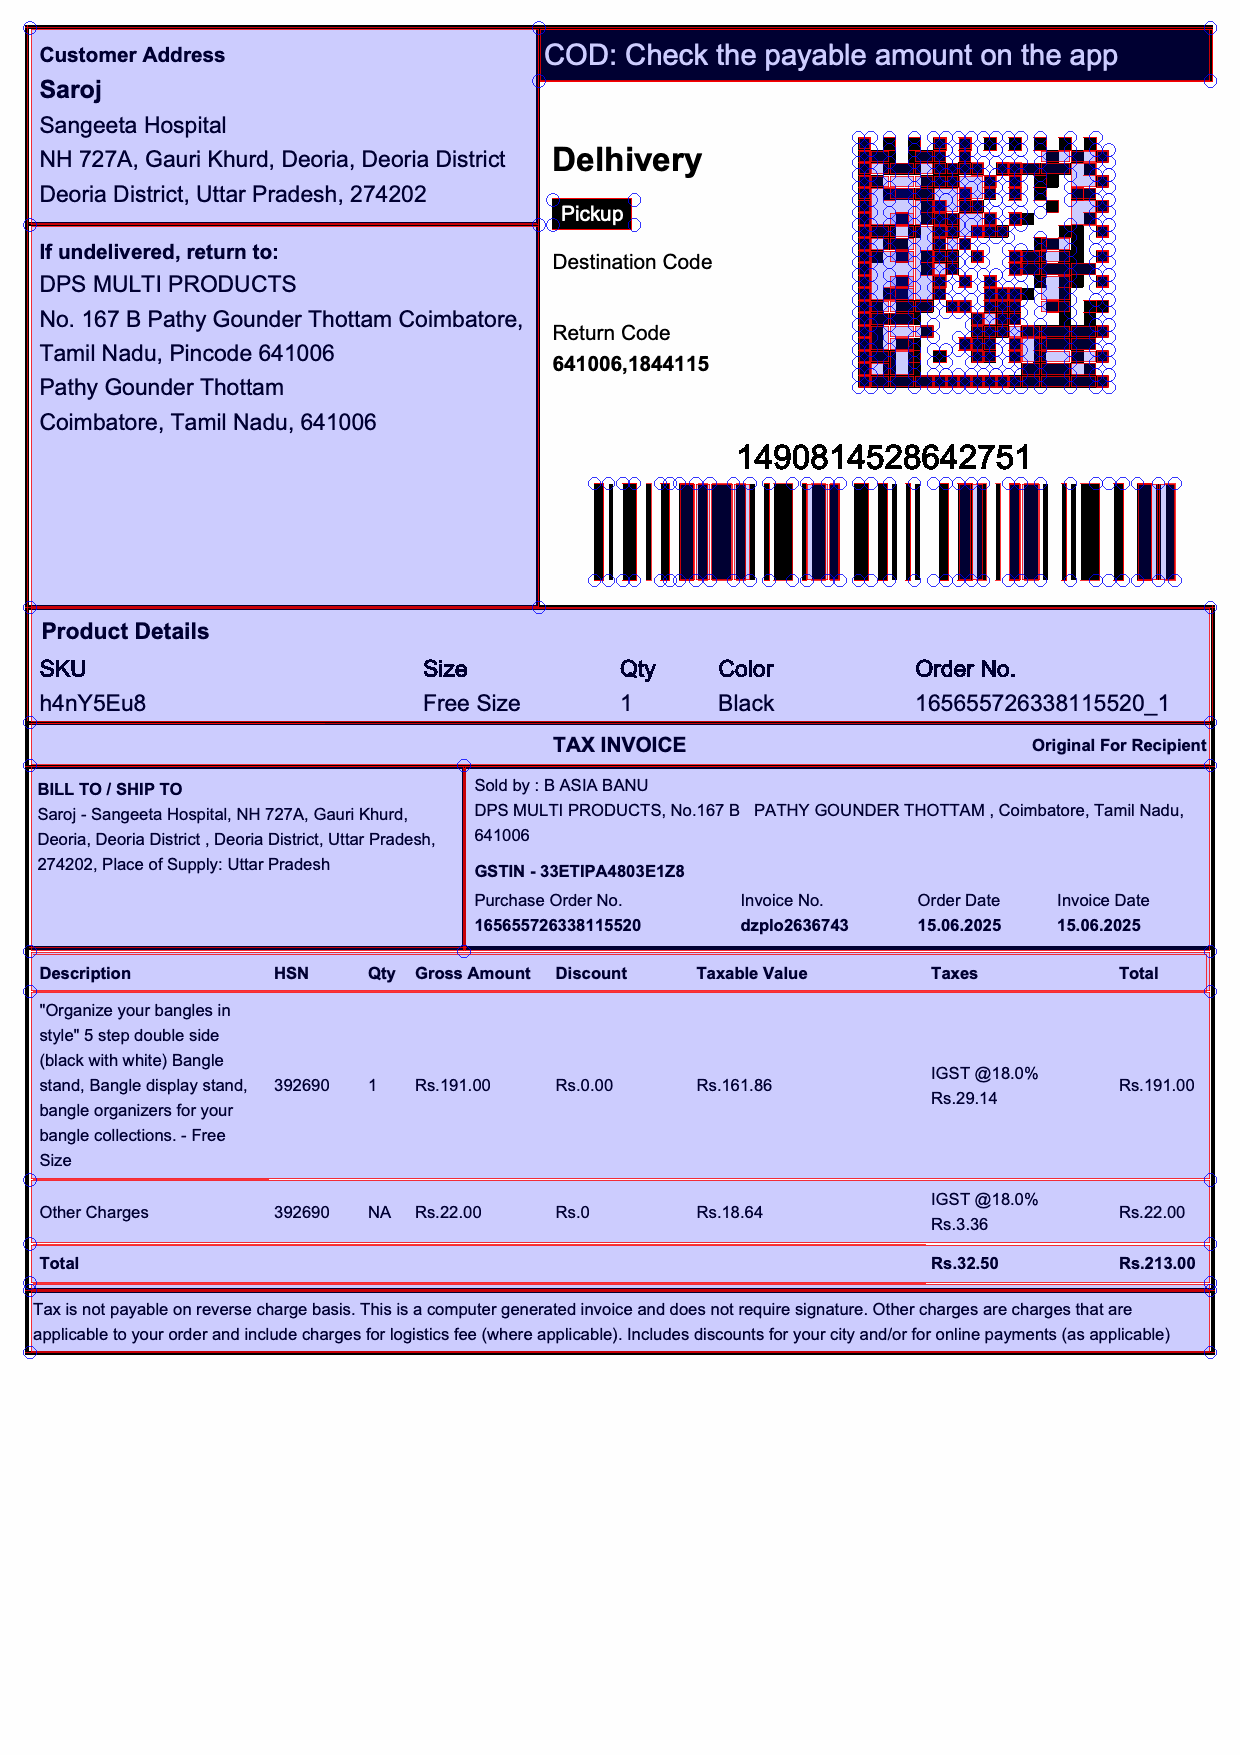 Customer Address
Saroj
Sangeeta Hospital
NH 727A, Gauri Khurd, Deoria, Deoria District
Deoria District, Uttar Pradesh, 274202
If undelivered, return to:
DPS MULTI PRODUCTS
No. 167 B Pathy Gounder Thottam Coimbatore,
Tamil Nadu, Pincode 641006
Pathy Gounder Thottam
Coimbatore, Tamil Nadu, 641006
COD: Check the payable amount on the app
Delhivery
Pickup
Destination Code
Return Code
641006,1844115
1490814528642751
Product Details
SKU Size Qty Color Order No.
h4nY5Eu8 Free Size 1 Black 165655726338115520_1
TAX INVOICE Original For Recipient
BILL TO / SHIP TO
Saroj - Sangeeta Hospital, NH 727A, Gauri Khurd,
Deoria, Deoria District , Deoria District, Uttar Pradesh,
274202, Place of Supply: Uttar Pradesh
Sold by : B ASIA BANU
DPS MULTI PRODUCTS, No.167 B PATHY GOUNDER THOTTAM , Coimbatore, Tamil Nadu,
641006
GSTIN - 33ETIPA4803E1Z8
Purchase Order No. Invoice No. Order Date Invoice Date
165655726338115520 dzplo2636743 15.06.2025 15.06.2025
Description HSN Qty Gross Amount Discount Taxable Value Taxes Total
"Organize your bangles in
style" 5 step double side
(black with white) Bangle
stand, Bangle display stand,
bangle organizers for your
bangle collections. - Free
Size
392690 1 Rs.191.00 Rs.0.00 Rs.161.86 IGST @18.0%
Rs.29.14
Rs.191.00
Other Charges 392690 NA Rs.22.00 Rs.0 Rs.18.64 IGST @18.0%
Rs.3.36
Rs.22.00
Total Rs.32.50 Rs.213.00
Tax is not payable on reverse charge basis. This is a computer generated invoice and does not require signature. Other charges are charges that are
applicable to your order and include charges for logistics fee (where applicable). Includes discounts for your city and/or for online payments (as applicable)